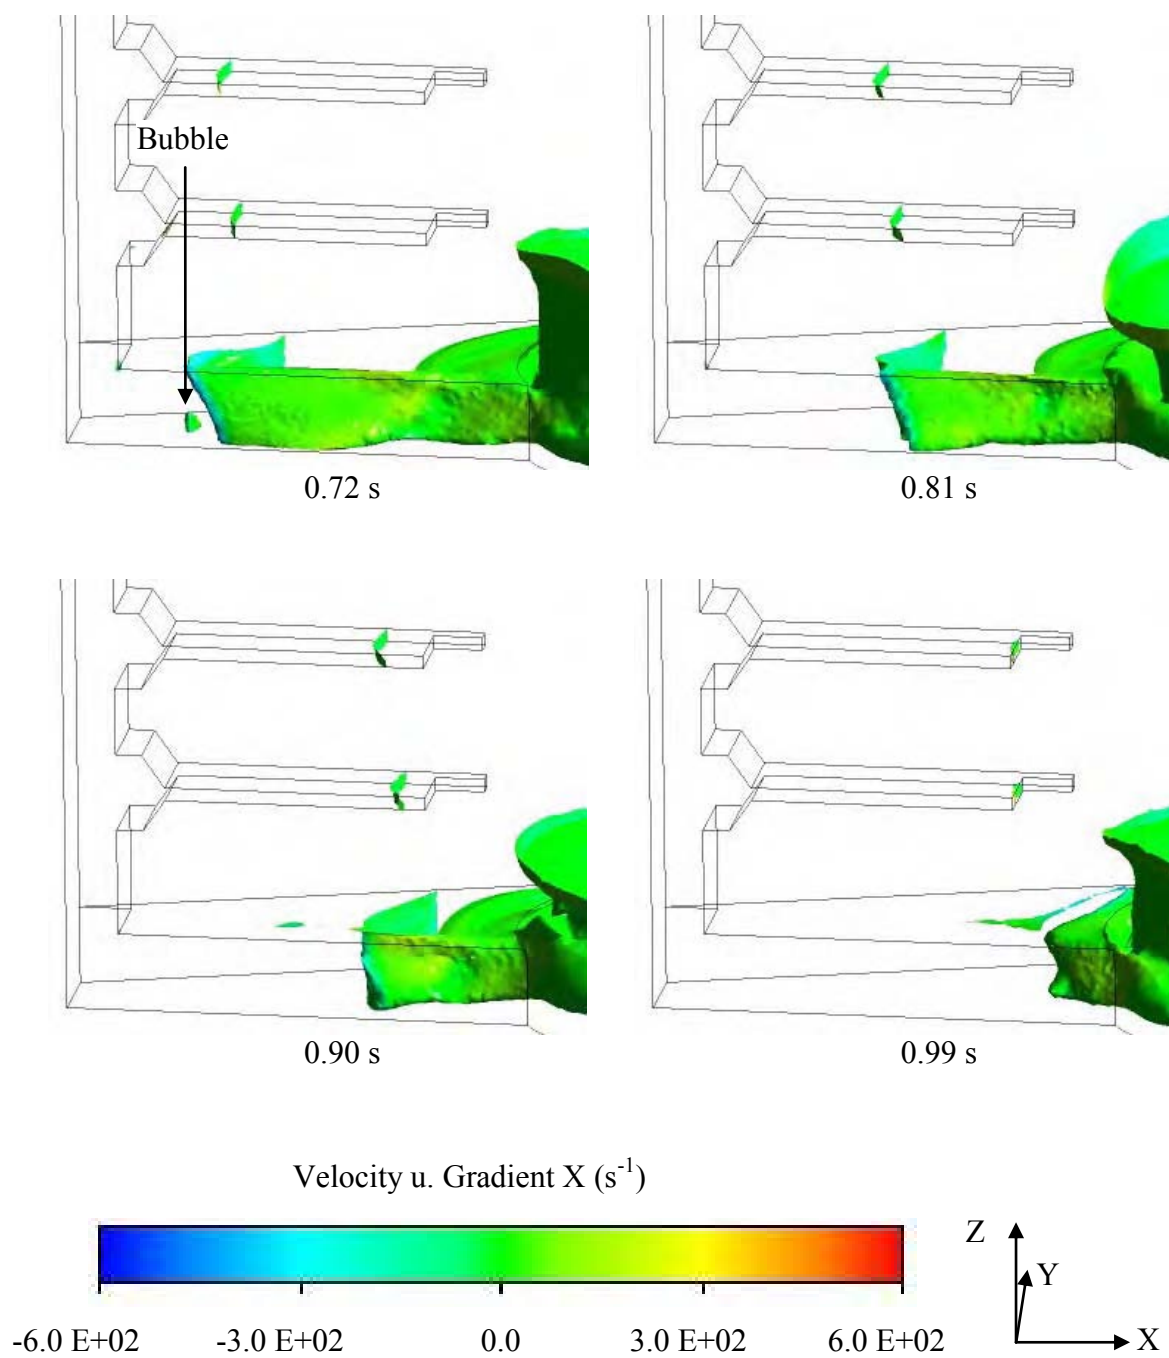 Bubble
0.72 s
0.81 s
0.90 s
0.99 s
Velocity u. Gradient X (s⁻¹)
Z
Y
X
-6.0 E+02 -3.0 E+02 0.0 3.0 E+02 6.0 E+02